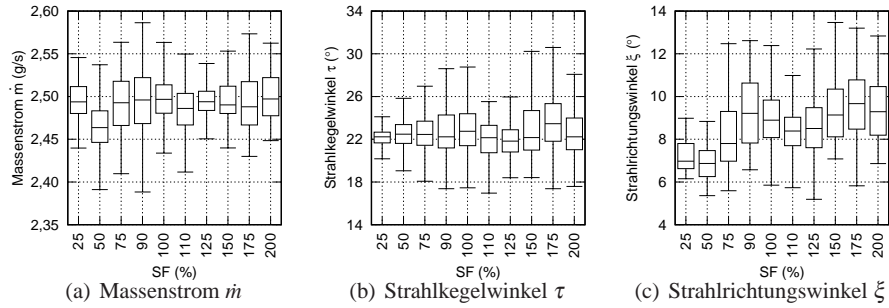 2,60
2,55
2,50
2,45
2,40
2,35
Massenstrom ṁ (g/s)
25 50 75 90 100 110 125 150 175 200
SF (%)
(a) Massenstrom ṁ
34
30
26
22
18
14
Strahlkegelwinkel τ (°)
25 50 75 90 100 110 125 150 175 200
SF (%)
(b) Strahlkegelwinkel τ
14
12
10
8
6
4
Strahlrichtungswinkel ξ (°)
25 50 75 90 100 110 125 150 175 200
SF (%)
(c) Strahlrichtungswinkel ξ